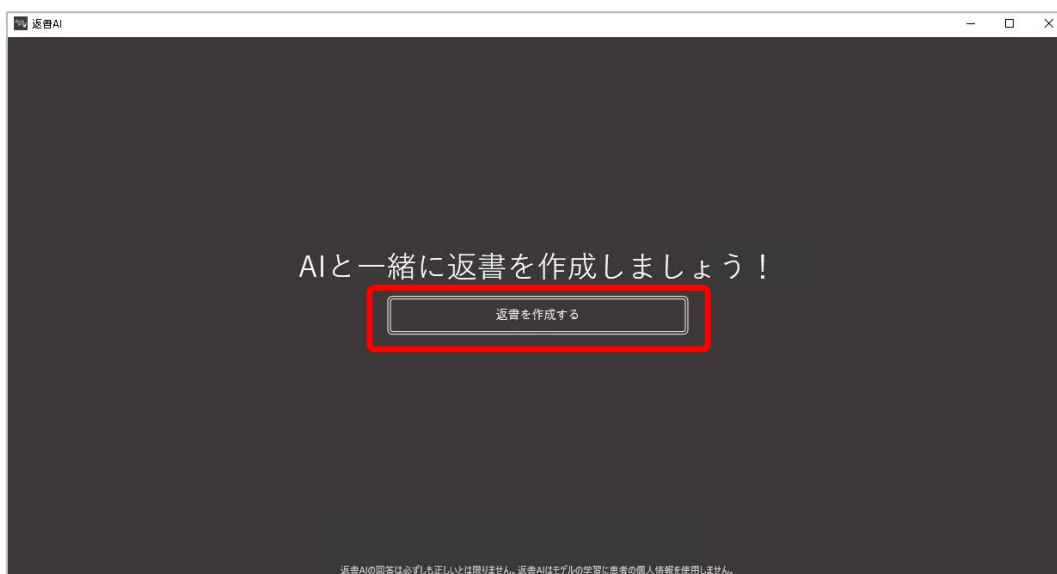 返書AI
AIと一緒に返書を作成しましょう！
返書を作成する
返書AIの回答は必ずしも正しいとは限りません。返書AIはモデルの学習に患者の個人情報を使用しません。